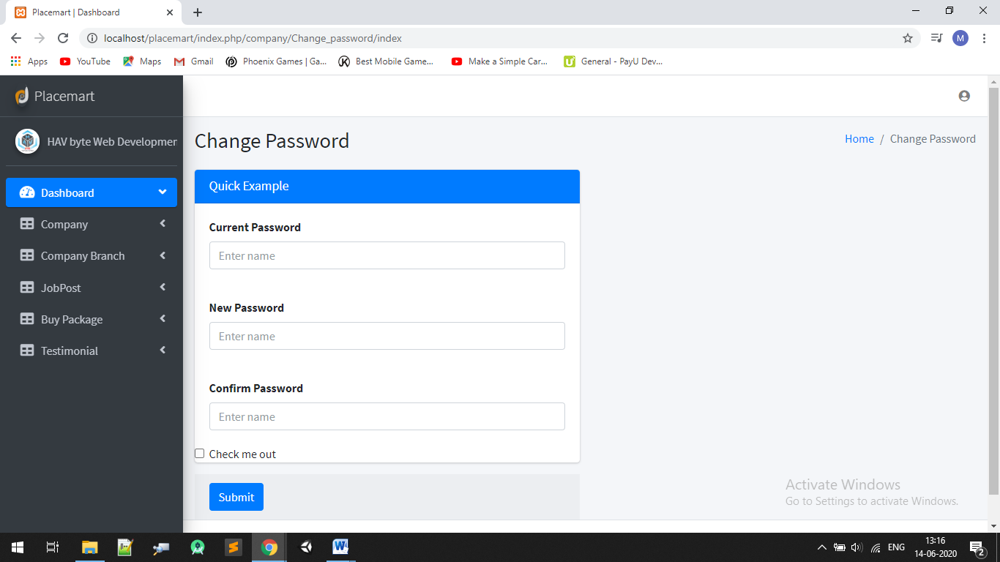 Placemart | Dashboard
localhost/placemart/index.php/company/Change_password/index
M
Apps
YouTube
Maps
Gmail
Phoenix Games | Ga...
Best Mobile Game...
Make a Simple Car...
General - PayU Dev...
Placemart
HAV byte Web Developmer
Dashboard
Company
Company Branch
JobPost
Buy Package
Testimonial
Change Password
Home / Change Password
Quick Example
Current Password
Enter name
New Password
Enter name
Confirm Password
Enter name
Check me out
Submit
Activate Windows
Go to Settings to activate Windows.
ENG
13:16
14-06-2020
2